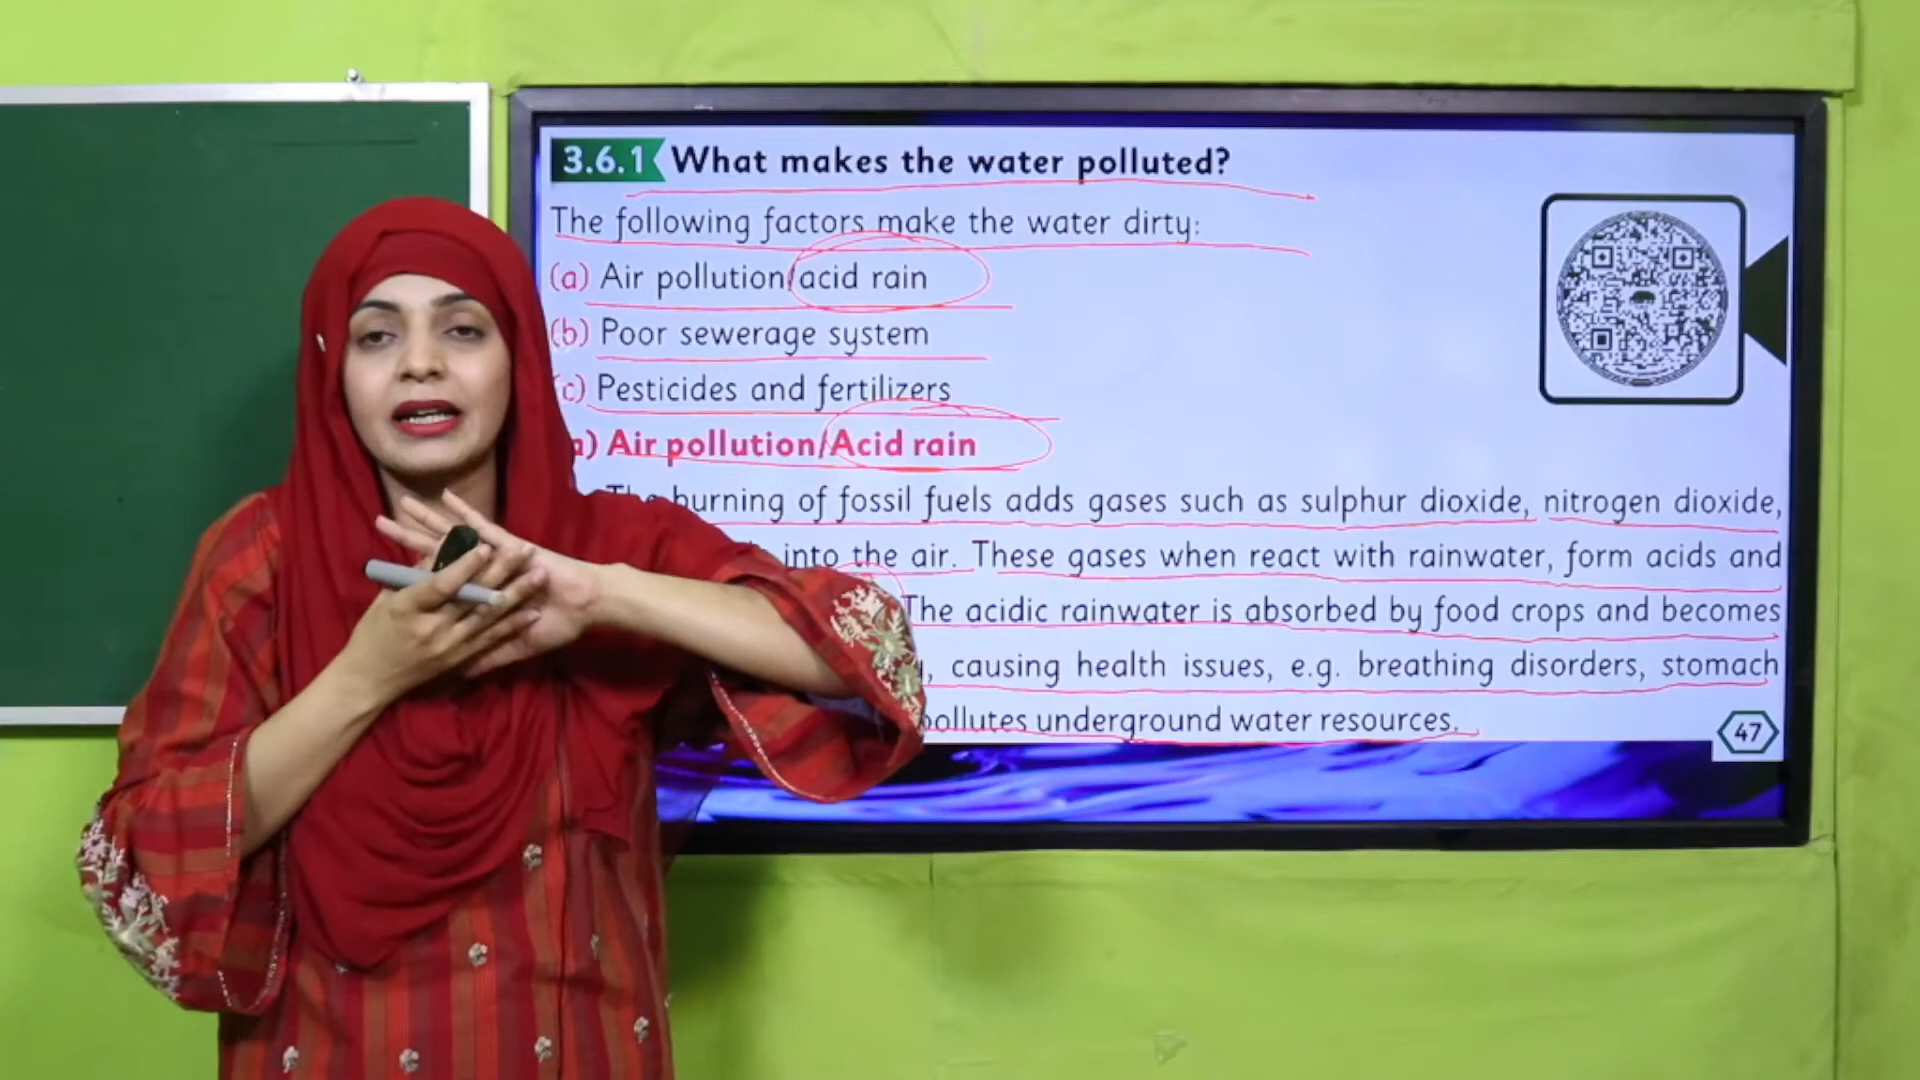 3.6.1 What makes the water polluted?
The following factors make the water dirty:
(a) Air pollution/acid rain
(b) Poor sewerage system
(c) Pesticides and fertilizers
a) Air pollution/Acid rain
The burning of fossil fuels adds gases such as sulphur dioxide, nitrogen dioxide,
into the air. These gases when react with rainwater, form acids and
The acidic rainwater is absorbed by food crops and becomes
, causing health issues, e.g. breathing disorders, stomach
pollutes underground water resources.
47